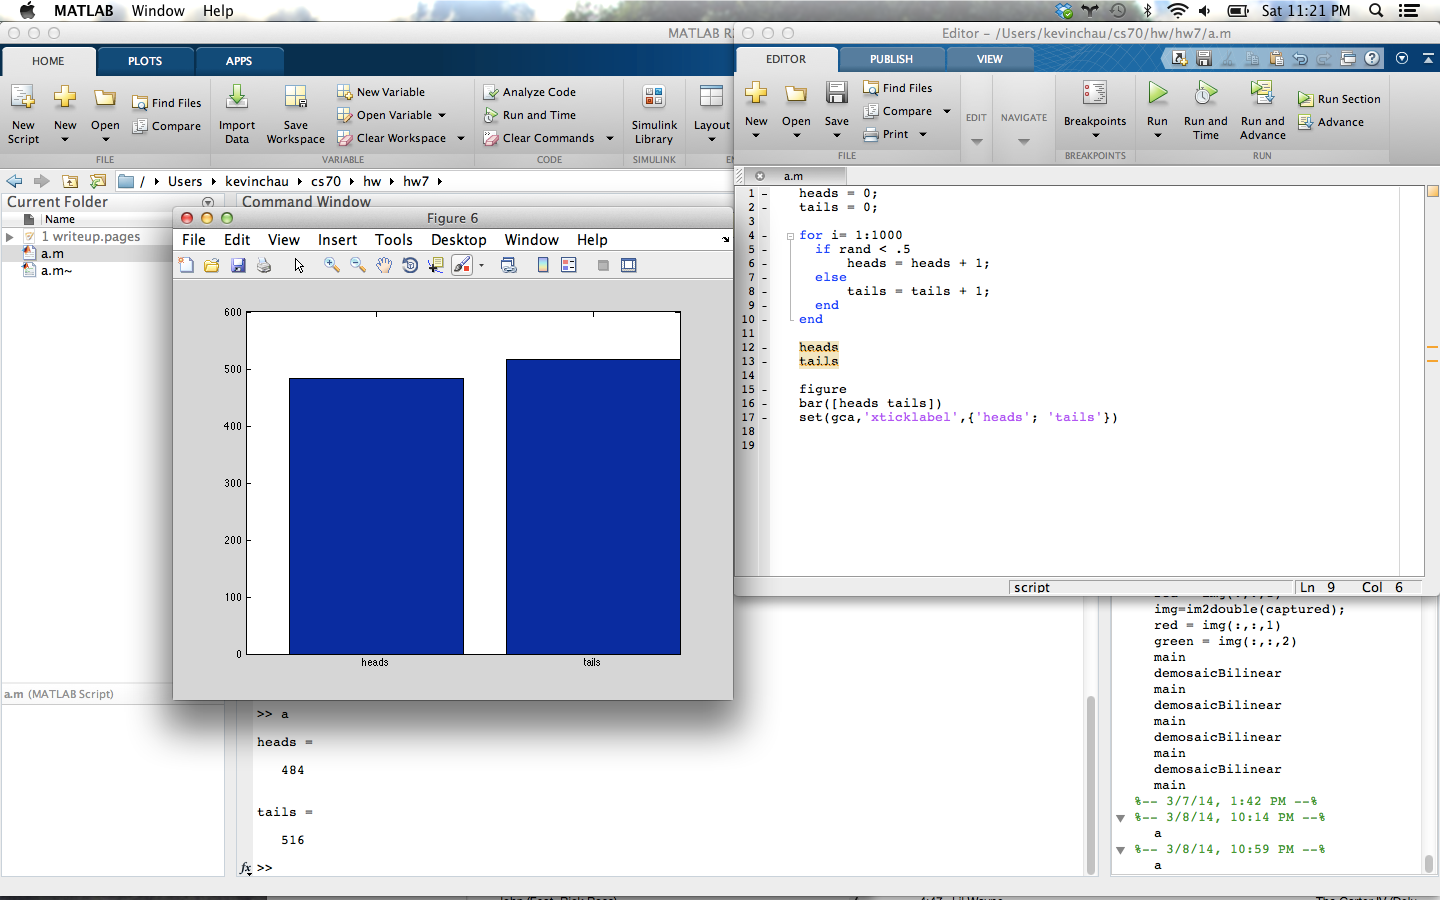 MATLAB Window Help Sat 11:21 PM
MATLAB R
HOME PLOTS APPS
New Script New Open Find Files Compare
FILE
Import Data Save Workspace New Variable Open Variable Clear Workspace
VARIABLE
Analyze Code Run and Time Clear Commands
CODE
Simulink Library
SIMULINK
Layout
/ Users kevinchau cs70 hw hw7
Current Folder
Name
1 writeup.pages
a.m
a.m~
a.m (MATLAB Script)
Command Window
Figure 6
File Edit View Insert Tools Desktop Window Help
600
500
400
300
200
100
0
heads tails
>> a
heads =
484
tails =
516
fx >>
Editor - /Users/kevinchau/cs70/hw/hw7/a.m
EDITOR PUBLISH VIEW
New Open Save Find Files Compare Print
FILE
EDIT
NAVIGATE
Breakpoints
BREAKPOINTS
Run Run and Time Run and Advance Run Section Advance
RUN
a.m
1 - heads = 0;
2 - tails = 0;
3
4 - for i= 1:1000
5 - if rand < .5
6 - heads = heads + 1;
7 - else
8 - tails = tails + 1;
9 - end
10 - end
11
12 - heads
13 - tails
14
15 - figure
16 - bar([heads tails])
17 - set(gca,'xticklabel',{'heads'; 'tails'})
18
19
script Ln 9 Col 6
img=im2double(captured);
red = img(:,:,1)
green = img(:,:,2)
main
demosaicBilinear
main
demosaicBilinear
main
demosaicBilinear
main
demosaicBilinear
main
%-- 3/7/14, 1:42 PM --%
%-- 3/8/14, 10:14 PM --%
a
%-- 3/8/14, 10:59 PM --%
a